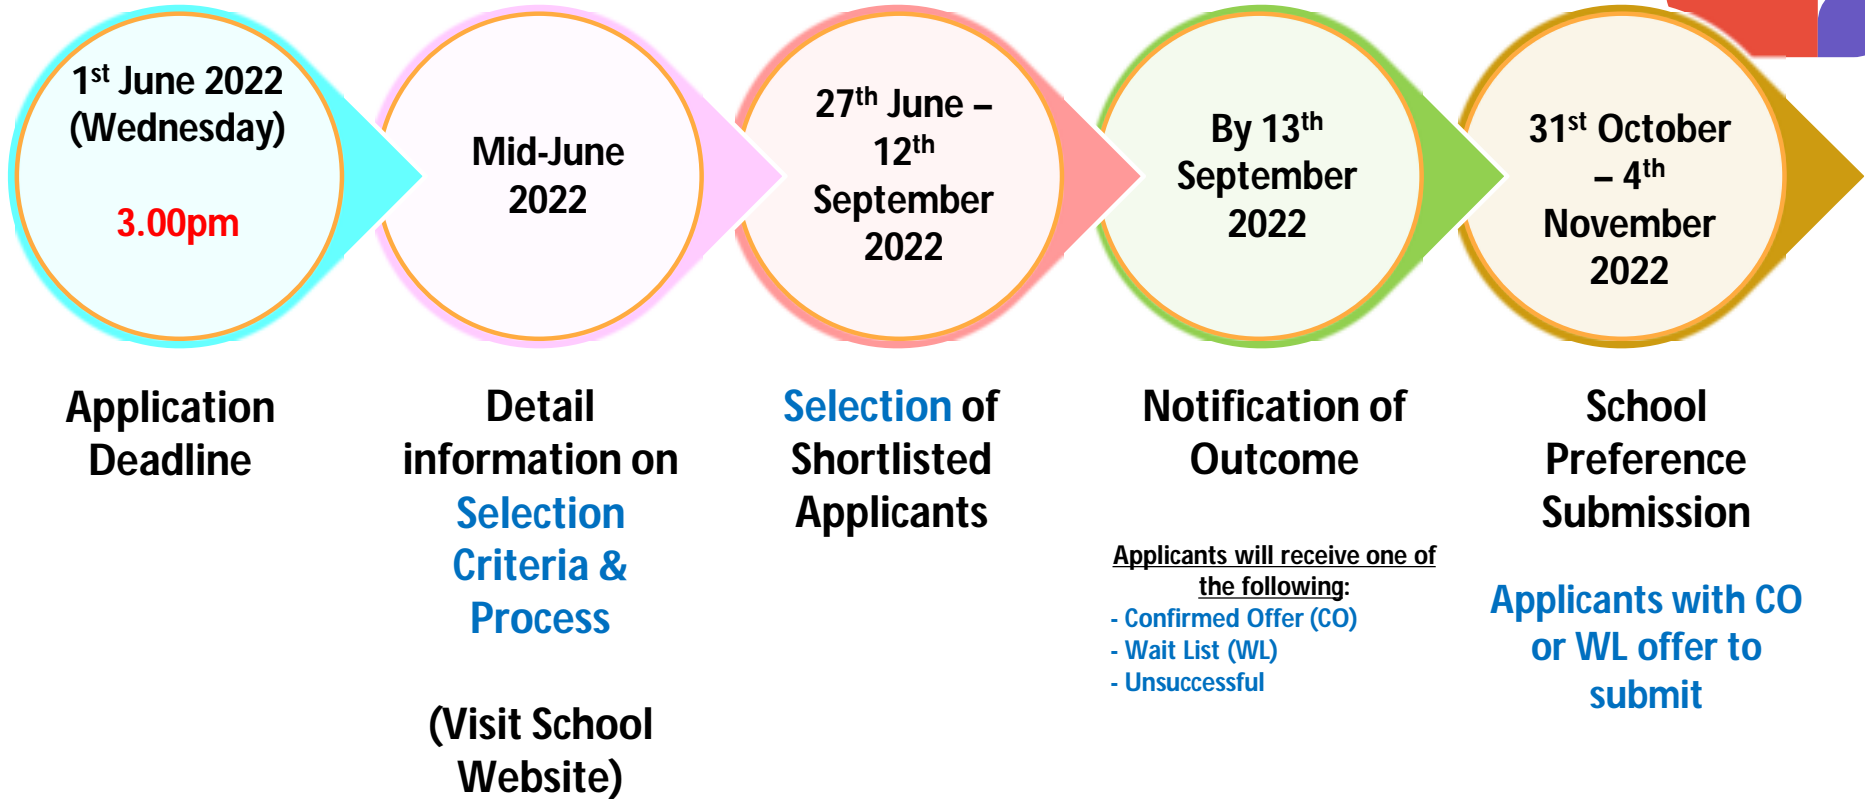 1st June 2022
(Wednesday)
3.00pm
Application
Deadline
Mid-June
2022
Detail
information on
Selection
Criteria &
Process
(Visit School
Website)
27th June –
12th
September
2022
Selection of
Shortlisted
Applicants
By 13th
September
2022
Notification of
Outcome
Applicants will receive one of
the following:
- Confirmed Offer (CO)
- Wait List (WL)
- Unsuccessful
31st October
– 4th
November
2022
School
Preference
Submission
Applicants with CO
or WL offer to
submit